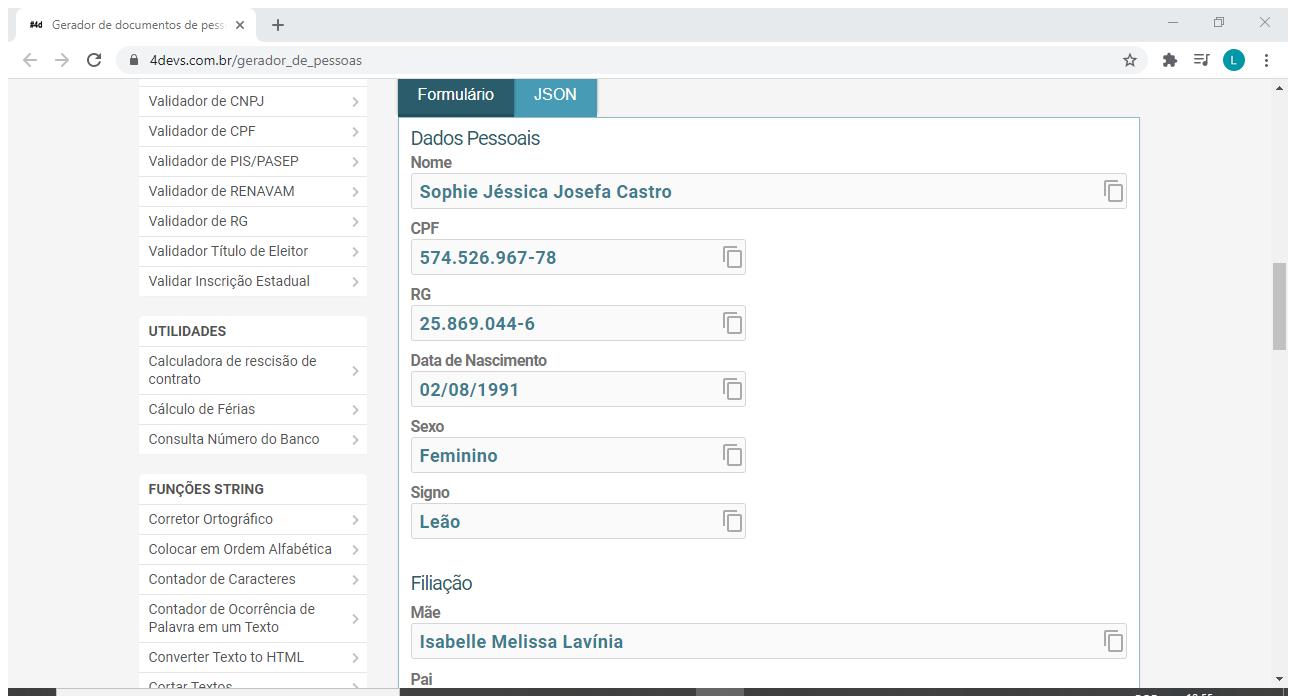 #4d Gerador de documentos de pess
4devs.com.br/gerador_de_pessoas
L
Validador de CNPJ
Validador de CPF
Validador de PIS/PASEP
Validador de RENAVAM
Validador de RG
Validador Título de Eleitor
Validar Inscrição Estadual
UTILIDADES
Calculadora de rescisão de
contrato
Cálculo de Férias
Consulta Número do Banco
FUNÇÕES STRING
Corretor Ortográfico
Colocar em Ordem Alfabética
Contador de Caracteres
Contador de Ocorrência de
Palavra em um Texto
Converter Texto to HTML
Cortar Textos
Formulário
JSON
Dados Pessoais
Nome
Sophie Jéssica Josefa Castro
CPF
574.526.967-78
RG
25.869.044-6
Data de Nascimento
02/08/1991
Sexo
Feminino
Signo
Leão
Filiação
Mãe
Isabelle Melissa Lavínia
Pai